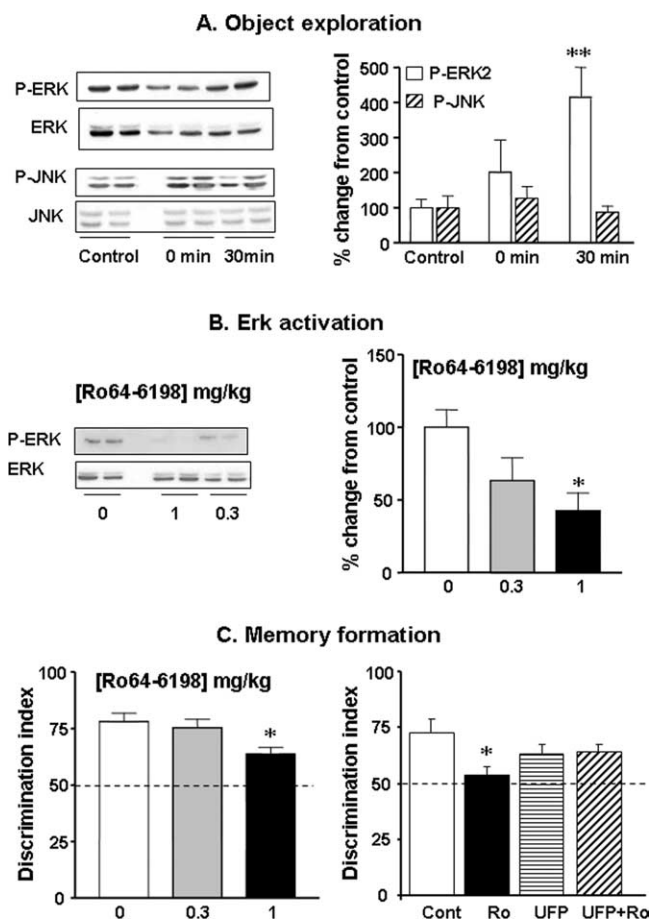 A. Object exploration
P-ERK
ERK
P-JNK
JNK
Control 0 min 30min
% change from control
500
400
300
200
100
**
P-ERK2
P-JNK
Control 0 min 30 min
B. Erk activation
[Ro64-6198] mg/kg
P-ERK
ERK
0 1 0.3
% change from control
150
100
50
0
[Ro64-6198] mg/kg
*
0 0.3 1
C. Memory formation
Discrimination index
100
75
50
25
0
[Ro64-6198] mg/kg
*
0 0.3 1
Discrimination index
100
75
50
25
0
*
Cont Ro UFP UFP+Ro